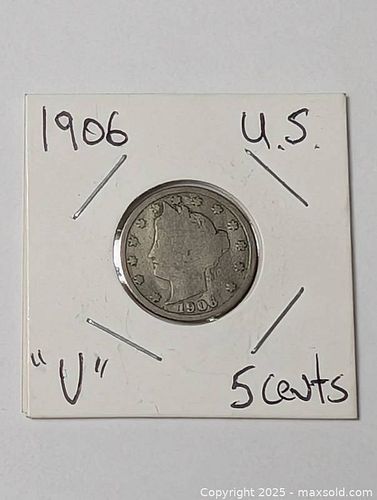 1906 U.S.
1906
"V" 5 cents
Copyright 2025 - maxsold.com